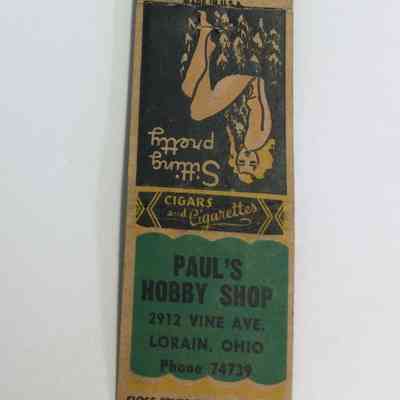 Sitting
pretty
CIGARS
and Cigarettes
PAUL'S
HOBBY SHOP
2912 VINE AVE.
LORAIN, OHIO
Phone 74739